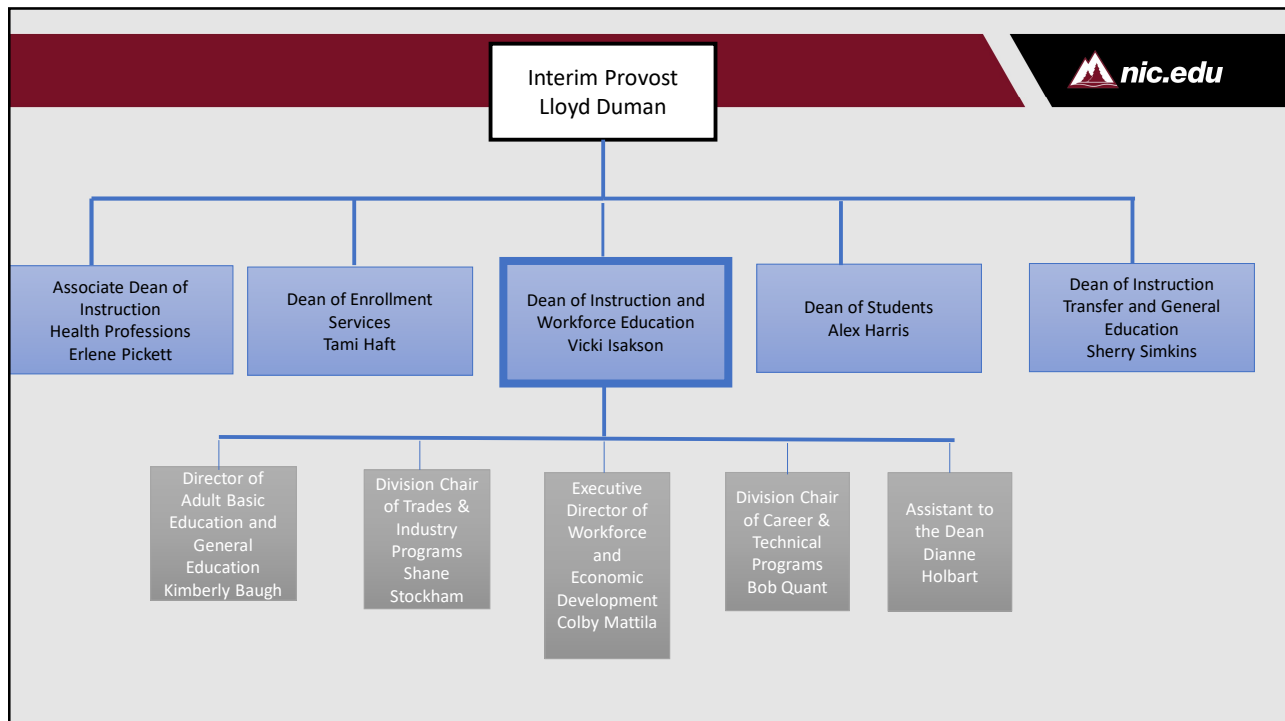 Interim Provost
Lloyd Duman
nic.edu
Associate Dean of
Instruction
Health Professions
Erlene Pickett
Dean of Enrollment
Services
Tami Haft
Dean of Instruction and
Workforce Education
Vicki Isakson
Dean of Students
Alex Harris
Dean of Instruction
Transfer and General
Education
Sherry Simkins
Director of
Adult Basic
Education and
General
Education
Kimberly Baugh
Division Chair
of Trades &
Industry
Programs
Shane
Stockham
Executive
Director of
Workforce
and
Economic
Development
Colby Mattila
Division Chair
of Career &
Technical
Programs
Bob Quant
Assistant to
the Dean
Dianne
Holbart